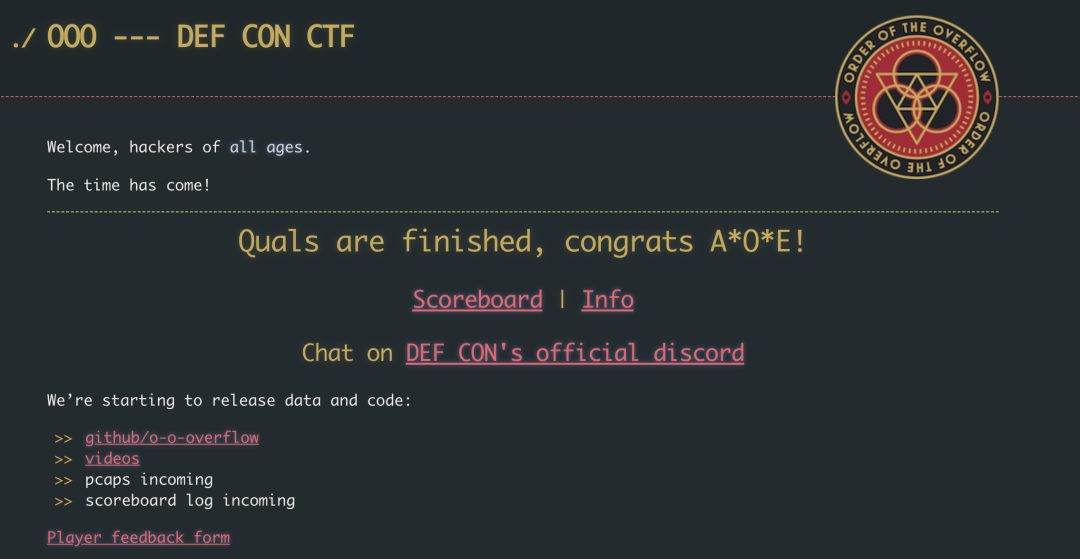 ./ OOO --- DEF CON CTF
ORDER OF THE OVERFLOW
ORDER OF THE OVERFLOW
Welcome, hackers of all ages.
The time has come!
Quals are finished, congrats A*O*E!
Scoreboard | Info
Chat on DEF CON's official discord
We’re starting to release data and code:
>> github/o-o-overflow
>> videos
>> pcaps incoming
>> scoreboard log incoming
Player feedback form